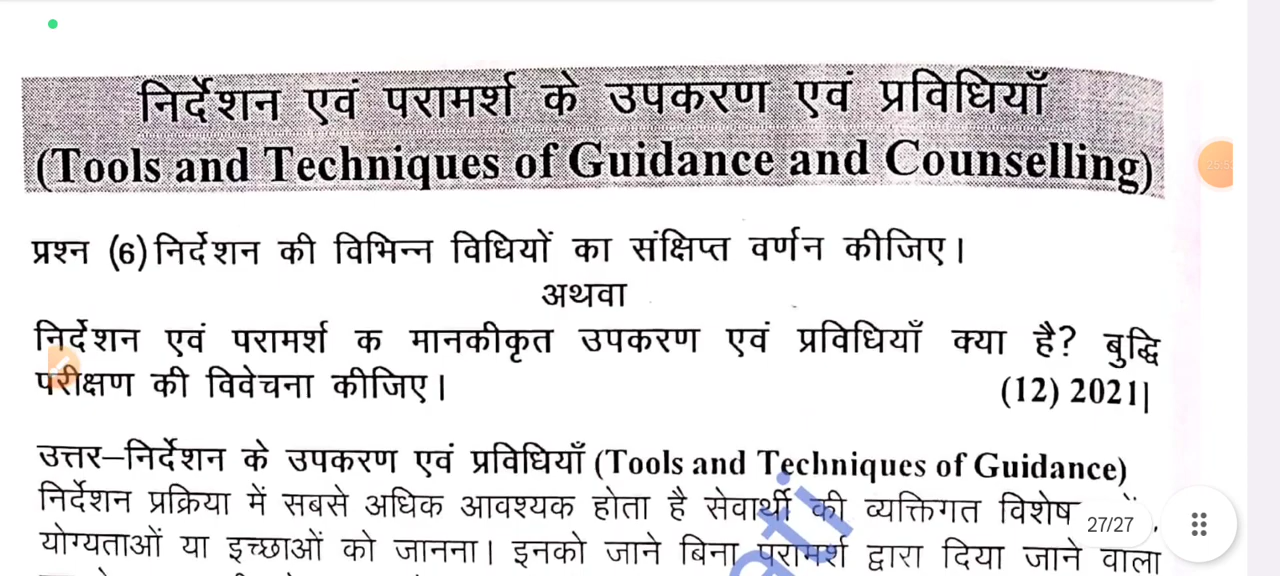 निर्देशन एवं परामर्श के उपकरण एवं प्रविधियाँ
(Tools and Techniques of Guidance and Counselling)
प्रश्न (6) निर्देशन की विभिन्न विधियों का संक्षिप्त वर्णन कीजिए।
अथवा
निर्देशन एवं परामर्श क मानकीकृत उपकरण एवं प्रविधियाँ क्या है? बुद्धि
परीक्षण की विवेचना कीजिए। (12) 2021|
उत्तर–निर्देशन के उपकरण एवं प्रविधियाँ (Tools and Techniques of Guidance)
निर्देशन प्रक्रिया में सबसे अधिक आवश्यक होता है सेवार्थी की व्यक्तिगत
27/27
योग्यताओं या इच्छाओं को जानना। इनको जाने बिना परामर्श द्वारा दिया जाने वाला